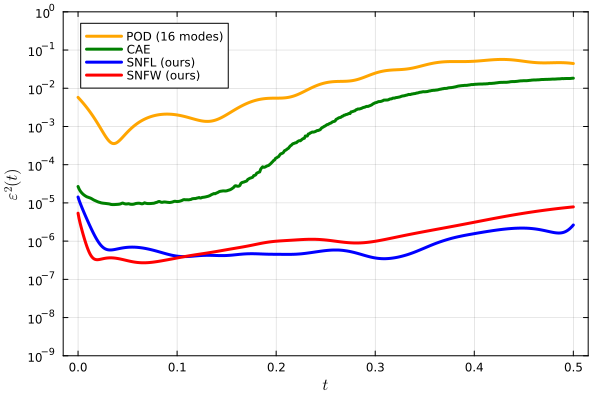 10^0
10^-1
10^-2
10^-3
10^-4
10^-5
10^-6
10^-7
10^-8
10^-9
ε²(t)
POD (16 modes)
CAE
SNFL (ours)
SNFW (ours)
0.0 0.1 0.2 0.3 0.4 0.5
t